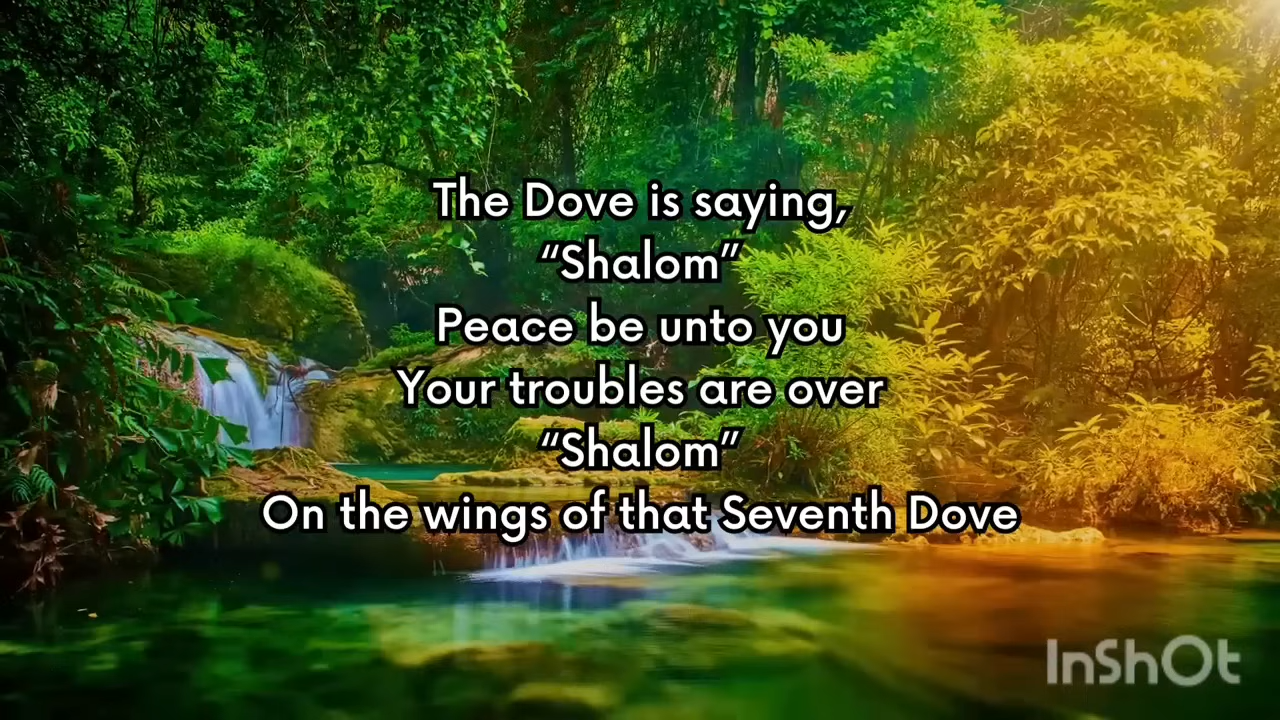 The Dove is saying,
“Shalom”
Peace be unto you
Your troubles are over
“Shalom”
On the wings of that Seventh Dove
InShOt